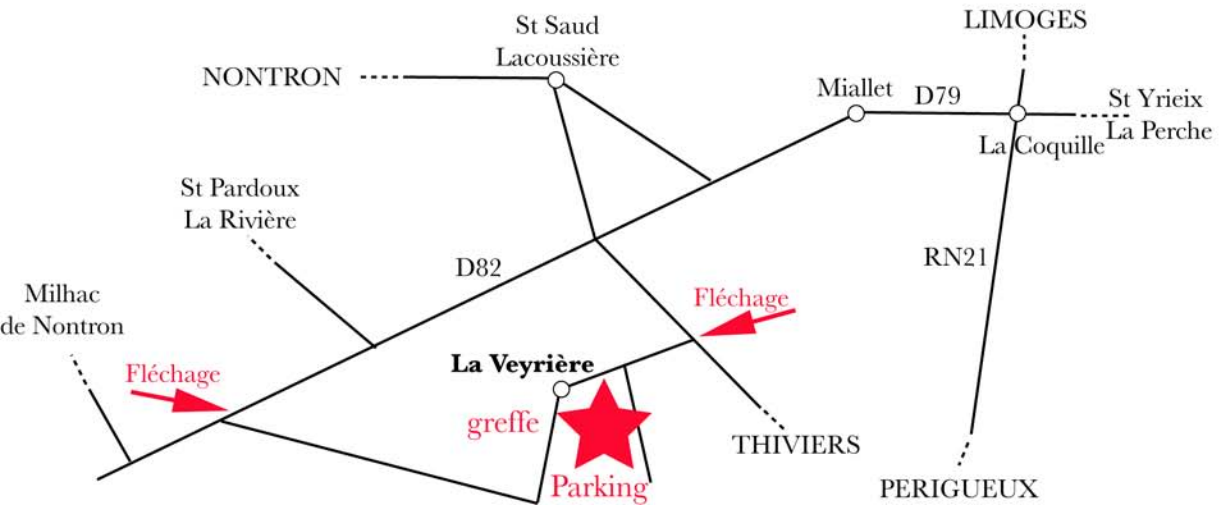 LIMOGES
St Saud
Lacoussière
NONTRON
Miallet
D79
St Yrieix
La Perche
La Coquille
St Pardoux
La Rivière
D82
RN21
Milhac
de Nontron
Fléchage
Fléchage
La Veyrière
greffe
THIVIERS
Parking
PERIGUEUX